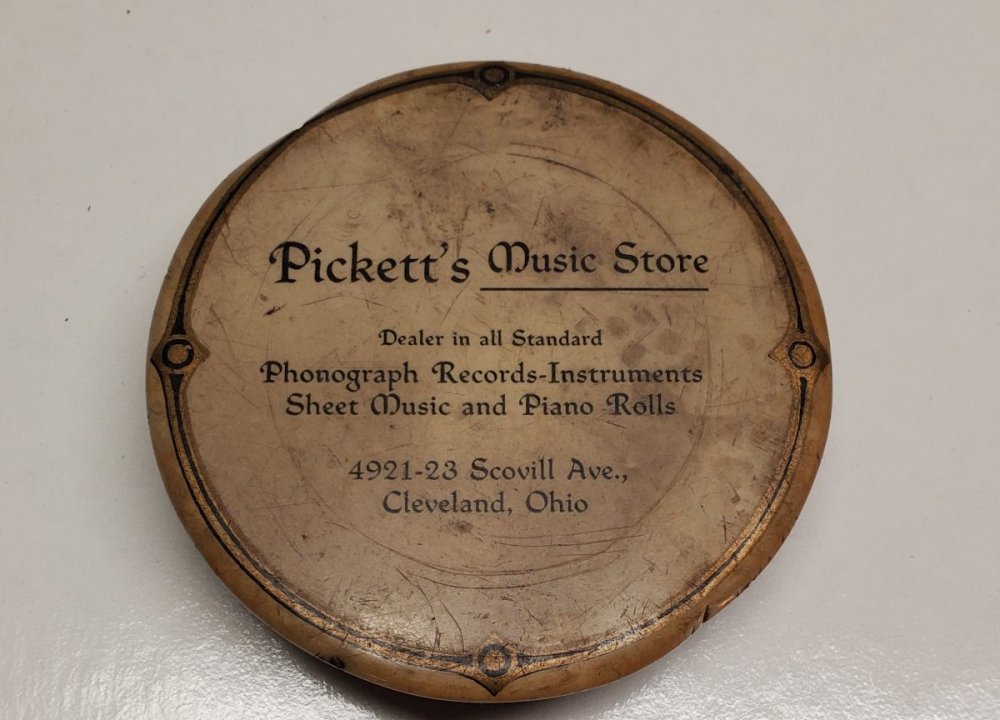 Pickett's Music Store
Dealer in all Standard
Phonograph Records-Instruments
Sheet Music and Piano Rolls
4921-23 Scovill Ave.,
Cleveland, Ohio